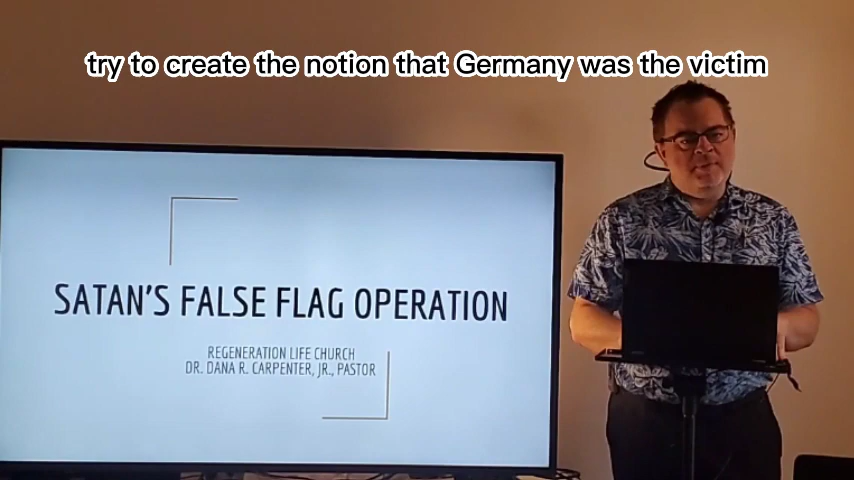 try to create the notion that Germany was the victim
SATAN'S FALSE FLAG OPERATION
REGENERATION LIFE CHURCH
DR. DANA R. CARPENTER, JR., PASTOR